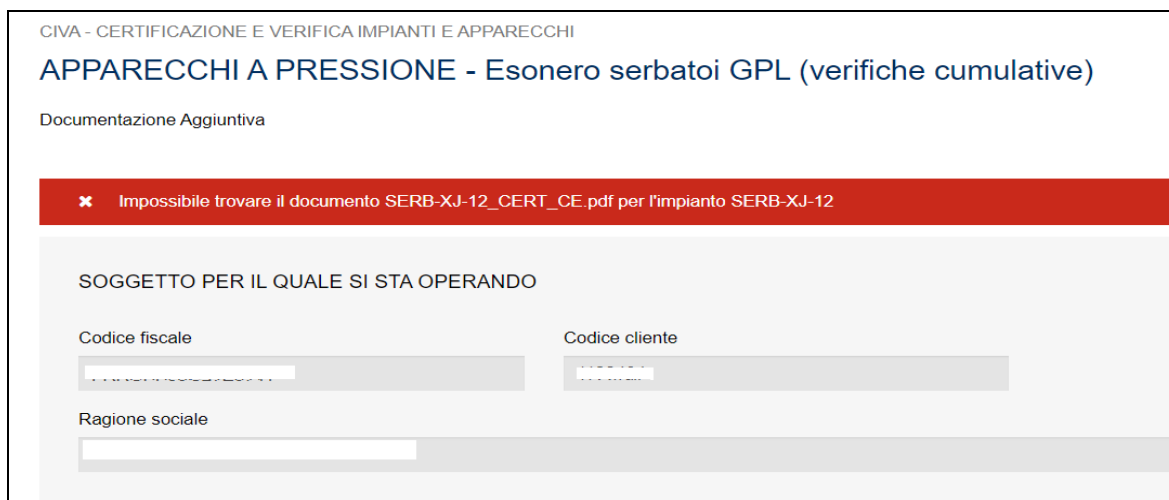 CIVA - CERTIFICAZIONE E VERIFICA IMPIANTI E APPARECCHI
APPARECCHI A PRESSIONE - Esonero serbatoi GPL (verifiche cumulative)
Documentazione Aggiuntiva
✖ Impossibile trovare il documento SERB-XJ-12_CERT_CE.pdf per l'impianto SERB-XJ-12
SOGGETTO PER IL QUALE SI STA OPERANDO
Codice fiscale Codice cliente
Ragione sociale